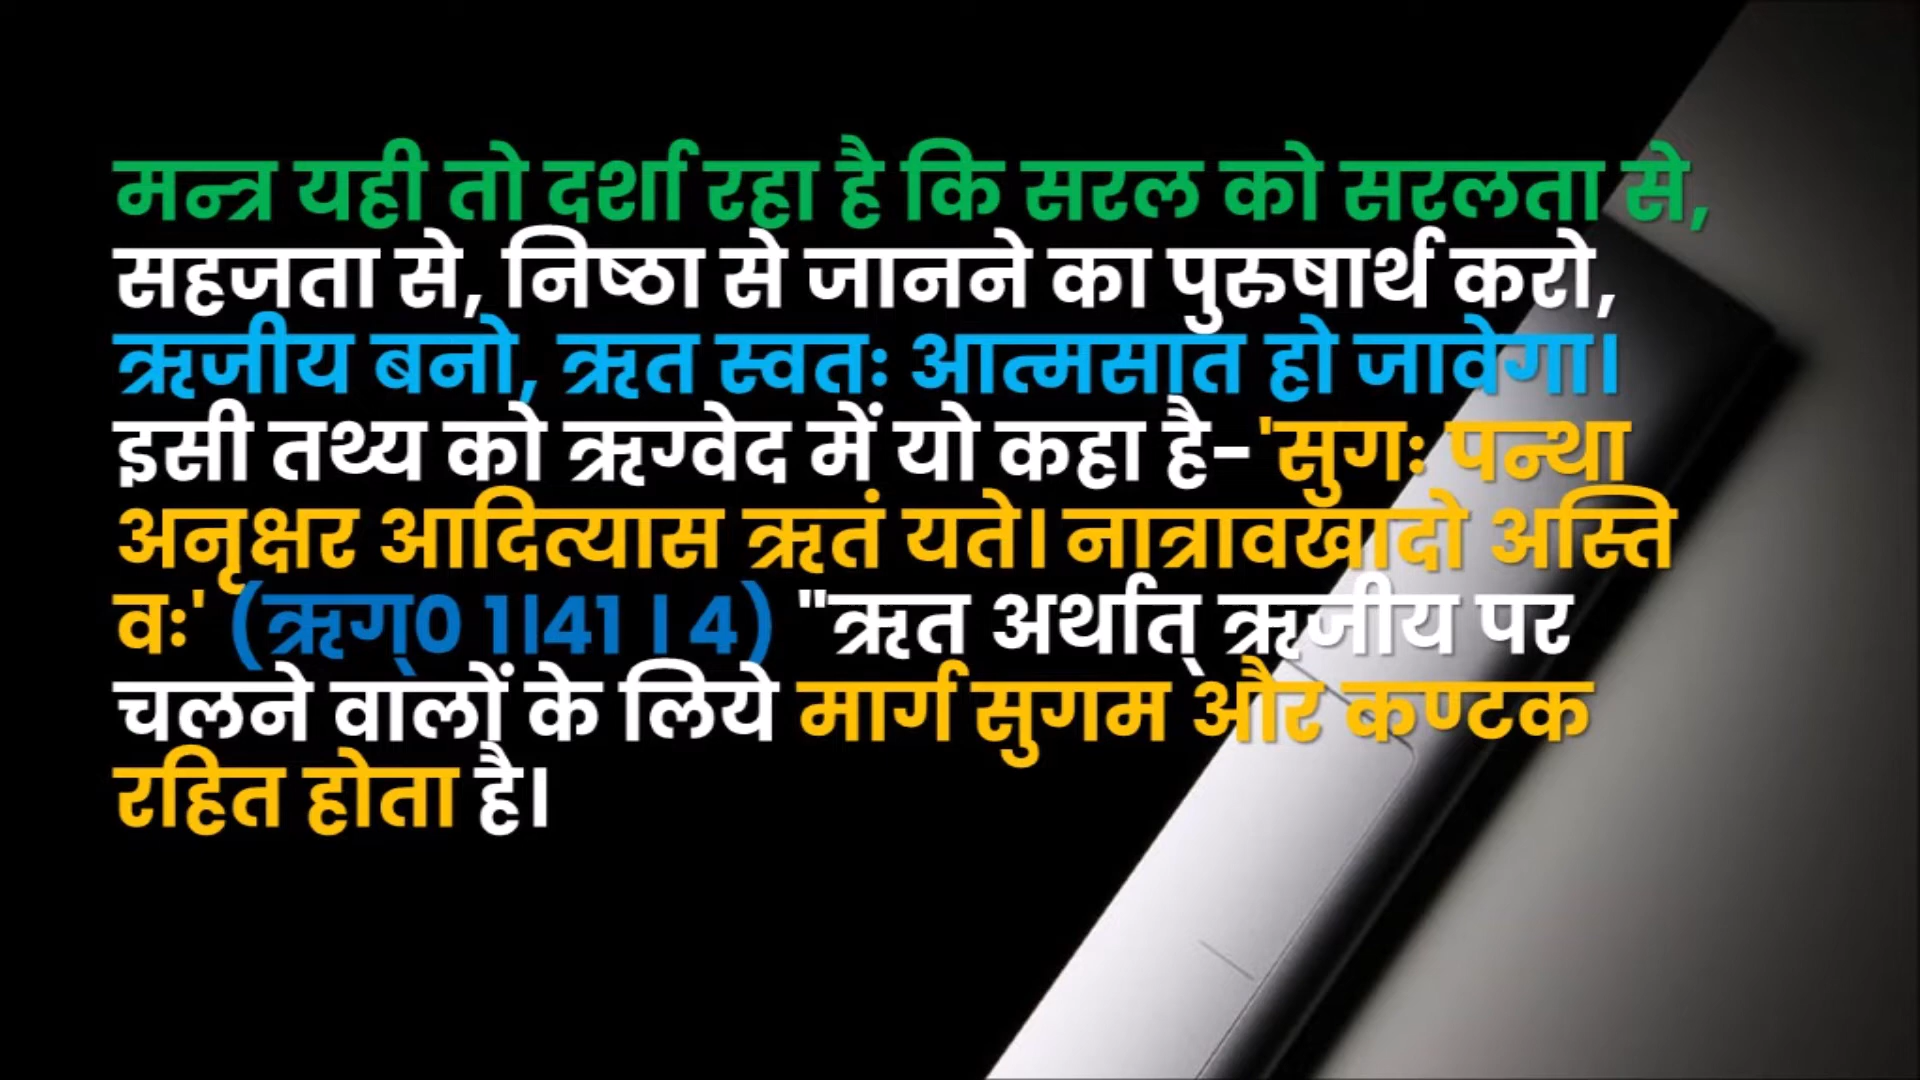 मन्त्र यही तो दर्शा रहा है कि सरल को सरलता से,
सहजता से, निष्ठा से जानने का पुरुषार्थ करो,
ऋजीय बनो, ऋत स्वतः आत्मसात हो जावेगा।
इसी तथ्य को ऋग्वेद में यो कहा है-'सुगः पन्था
अनृक्षर आदित्यास ऋतं यते। नात्रावखादो अस्ति
वः' (ऋग्0 1।41 । 4) "ऋत अर्थात् ऋजीय पर
चलने वालों के लिये मार्ग सुगम और कण्टक
रहित होता है।